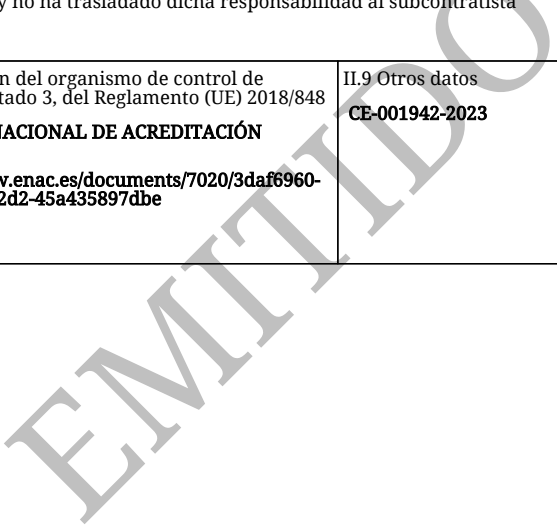 y no ha trasladado dicha responsabilidad al subcontratista
n del organismo de control de
tado 3, del Reglamento (UE) 2018/848
NACIONAL DE ACREDITACIÓN
w.enac.es/documents/7020/3daf6960-
2d2-45a435897dbe
II.9 Otros datos
CE-001942-2023
EMITIDO